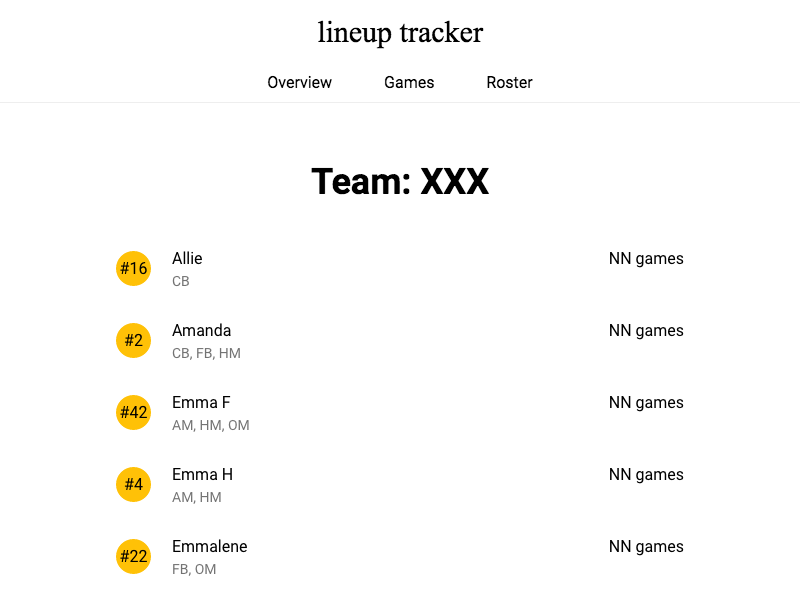 lineup tracker
Overview Games Roster
Team: XXX
#16 Allie NN games
CB
#2 Amanda NN games
CB, FB, HM
#42 Emma F NN games
AM, HM, OM
#4 Emma H NN games
AM, HM
#22 Emmalene NN games
FB, OM